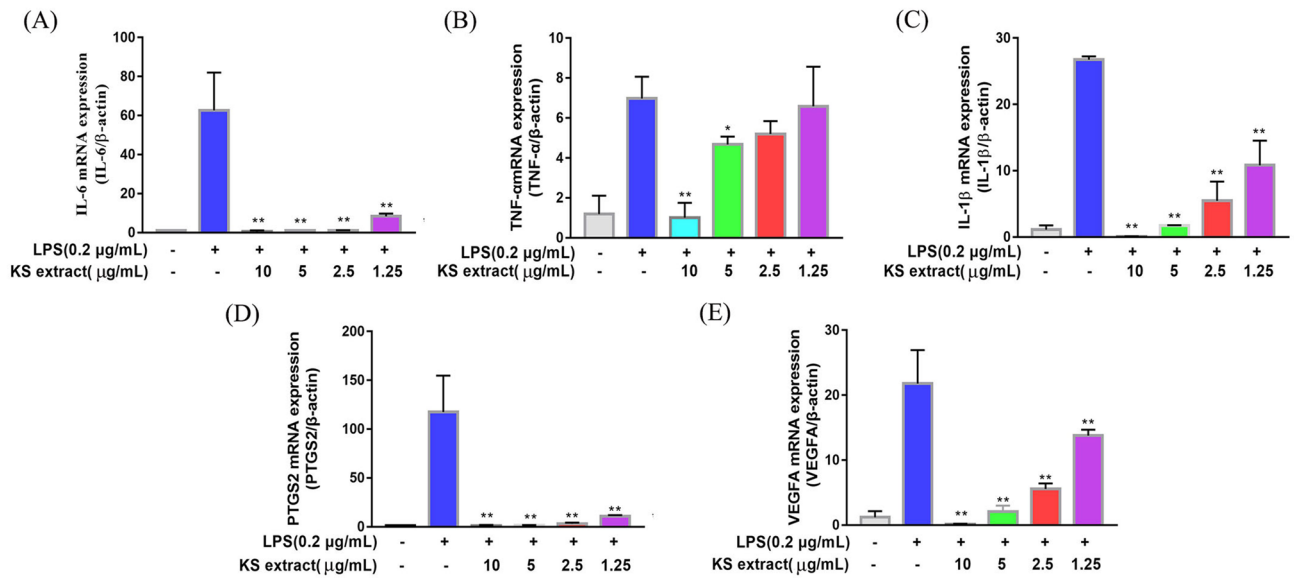 (A)
IL-6 mRNA expression
(IL-6/β-actin)
100
80
60
40
20
0
** ** ** **
LPS(0.2 μg/mL) - + + + + +
KS extract(μg/mL) - - 10 5 2.5 1.25
(B)
TNF-αmRNA expression
(TNF-α/β-actin)
8
6
4
2
0
** *
LPS(0.2 μg/mL) - + + + + +
KS extract(μg/mL) - - 10 5 2.5 1.25
(C)
IL-1β mRNA expression
(IL-1β/β-actin)
30
20
10
0
** ** ** **
LPS(0.2 μg/mL) - + + + + +
KS extract(μg/mL) - - 10 5 2.5 1.25
(D)
PTGS2 mRNA expression
(PTGS2/β-actin)
200
150
100
50
0
** ** ** **
LPS(0.2 μg/mL) - + + + + +
KS extract(μg/mL) - - 10 5 2.5 1.25
(E)
VEGFA mRNA expression
(VEGFA/β-actin)
30
20
10
0
** ** ** **
LPS(0.2 μg/mL) - + + + + +
KS extract(μg/mL) - - 10 5 2.5 1.25